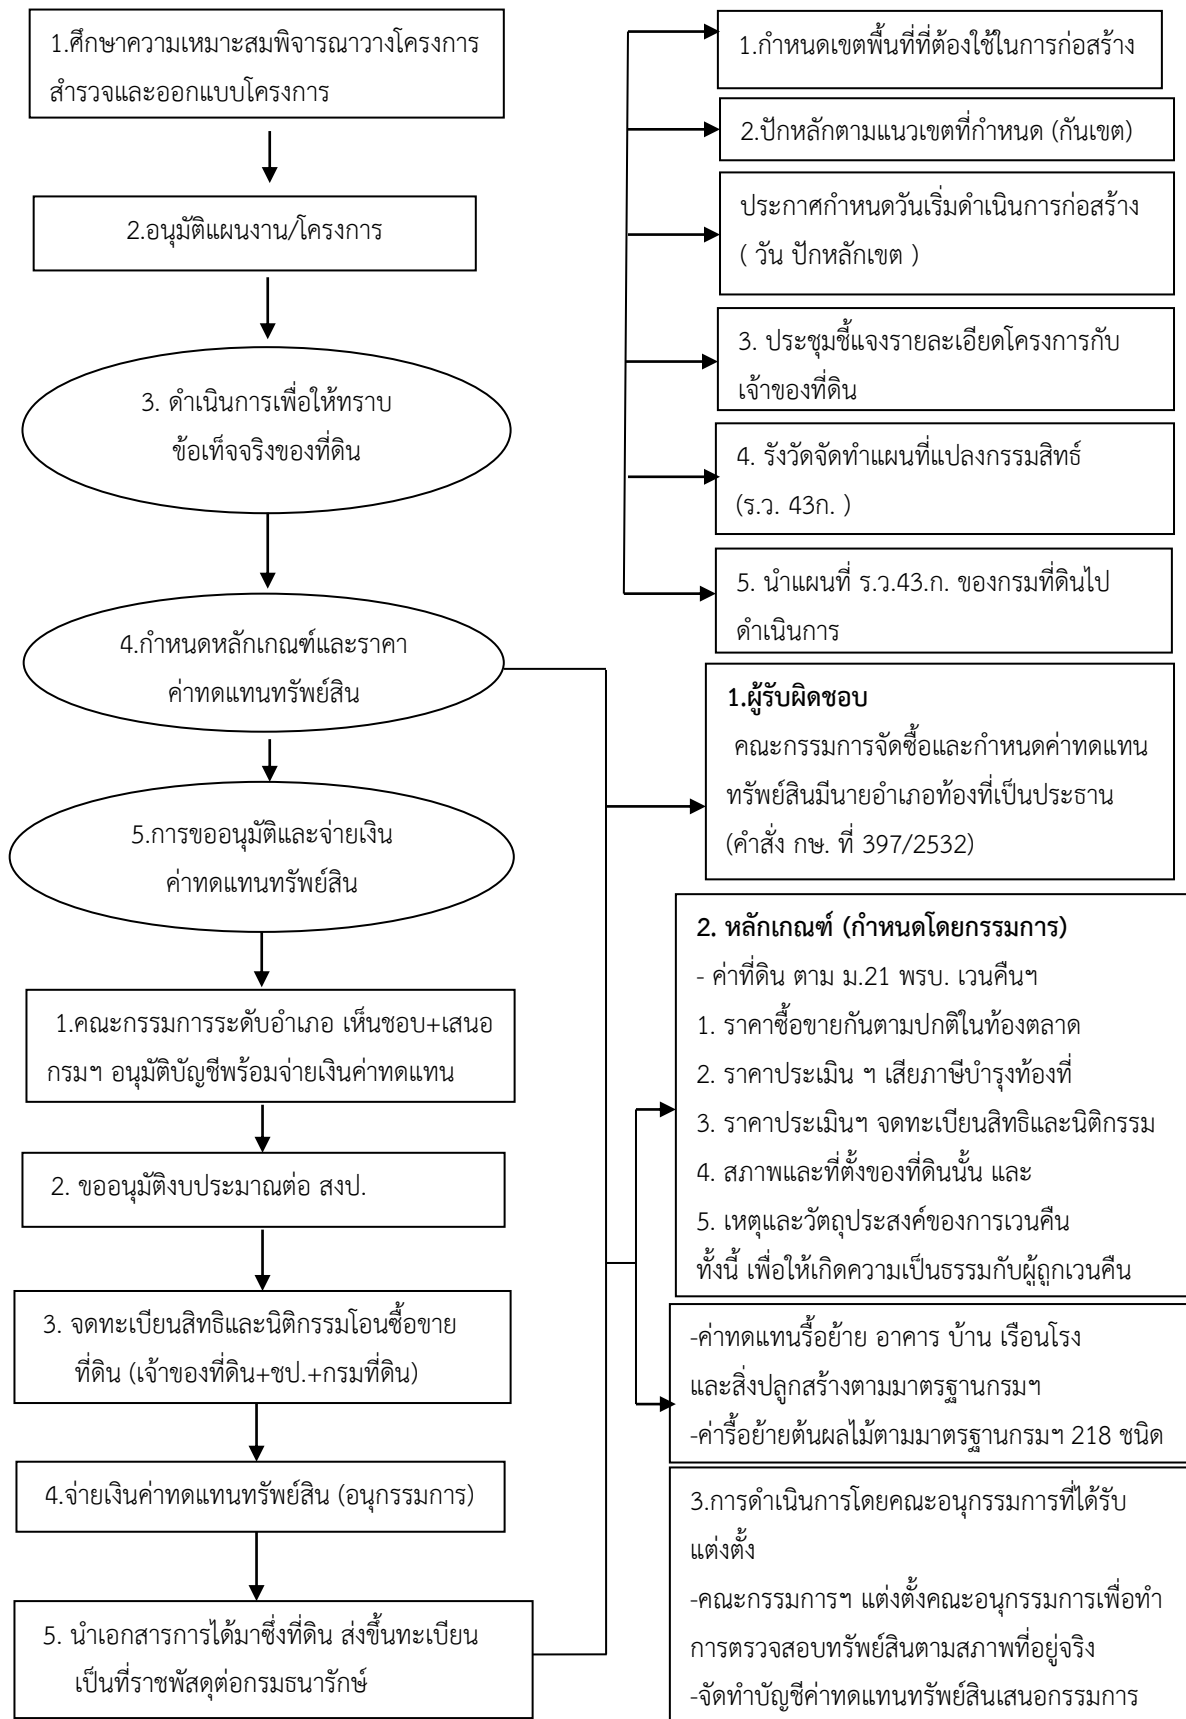 1.ศึกษาความเหมาะสมพิจารณาวางโครงการ
สำรวจและออกแบบโครงการ
2.อนุมัติแผนงาน/โครงการ
3. ดำเนินการเพื่อให้ทราบ
ข้อเท็จจริงของที่ดิน
4.กำหนดหลักเกณฑ์และราคา
ค่าทดแทนทรัพย์สิน
5.การขออนุมัติและจ่ายเงิน
ค่าทดแทนทรัพย์สิน
1.คณะกรรมการระดับอำเภอ เห็นชอบ+เสนอ
กรมฯ อนุมัติบัญชีพร้อมจ่ายเงินค่าทดแทน
2. ขออนุมัติงบประมาณต่อ สงป.
3. จดทะเบียนสิทธิและนิติกรรมโอนซื้อขาย
ที่ดิน (เจ้าของที่ดิน+ชป.+กรมที่ดิน)
4.จ่ายเงินค่าทดแทนทรัพย์สิน (อนุกรรมการ)
5. นำเอกสารการได้มาซึ่งที่ดิน ส่งขึ้นทะเบียน
เป็นที่ราชพัสดุต่อกรมธนารักษ์
1.กำหนดเขตพื้นที่ที่ต้องใช้ในการก่อสร้าง
2.ปักหลักตามแนวเขตที่กำหนด (กันเขต)
ประกาศกำหนดวันเริ่มดำเนินการก่อสร้าง
( วัน ปักหลักเขต )
3. ประชุมชี้แจงรายละเอียดโครงการกับ
เจ้าของที่ดิน
4. รังวัดจัดทำแผนที่แปลงกรรมสิทธ์
(ร.ว. 43ก. )
5. นำแผนที่ ร.ว.43.ก. ของกรมที่ดินไป
ดำเนินการ
1.ผู้รับผิดชอบ
คณะกรรมการจัดซื้อและกำหนดค่าทดแทน
ทรัพย์สินมีนายอำเภอท้องที่เป็นประธาน
(คำสั่ง กษ. ที่ 397/2532)
2. หลักเกณฑ์ (กำหนดโดยกรรมการ)
- ค่าที่ดิน ตาม ม.21 พรบ. เวนคืนฯ
1. ราคาซื้อขายกันตามปกติในท้องตลาด
2. ราคาประเมิน ฯ เสียภาษีบำรุงท้องที่
3. ราคาประเมินฯ จดทะเบียนสิทธิและนิติกรรม
4. สภาพและที่ตั้งของที่ดินนั้น และ
5. เหตุและวัตถุประสงค์ของการเวนคืน
ทั้งนี้ เพื่อให้เกิดความเป็นธรรมกับผู้ถูกเวนคืน
-ค่าทดแทนรื้อย้าย อาคาร บ้าน เรือนโรง
และสิ่งปลูกสร้างตามมาตรฐานกรมฯ
-ค่ารื้อย้ายต้นผลไม้ตามมาตรฐานกรมฯ 218 ชนิด
3.การดำเนินการโดยคณะอนุกรรมการที่ได้รับ
แต่งตั้ง
-คณะกรรมการฯ แต่งตั้งคณะอนุกรรมการเพื่อทำ
การตรวจสอบทรัพย์สินตามสภาพที่อยู่จริง
-จัดทำบัญชีค่าทดแทนทรัพย์สินเสนอกรรมการ